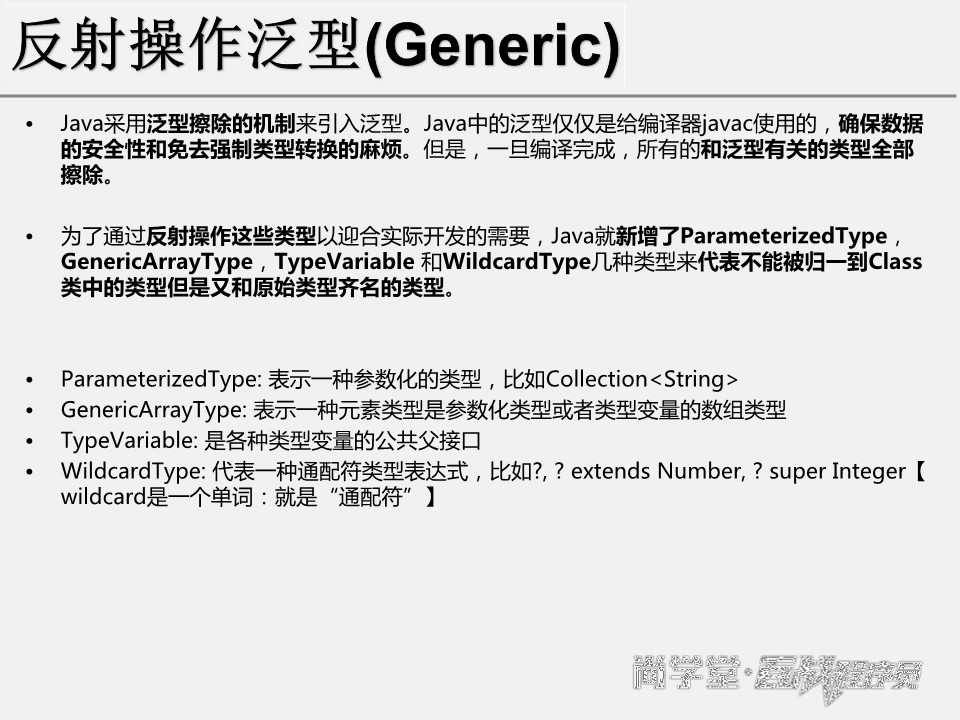 反射操作泛型(Generic)
• Java采用泛型擦除的机制来引入泛型。Java中的泛型仅仅是给编译器javac使用的，确保数据
的安全性和免去强制类型转换的麻烦。但是，一旦编译完成，所有的和泛型有关的类型全部
擦除。
• 为了通过反射操作这些类型以迎合实际开发的需要，Java就新增了ParameterizedType，
GenericArrayType，TypeVariable 和WildcardType几种类型来代表不能被归一到Class
类中的类型但是又和原始类型齐名的类型。
• ParameterizedType: 表示一种参数化的类型，比如Collection<String>
• GenericArrayType: 表示一种元素类型是参数化类型或者类型变量的数组类型
• TypeVariable: 是各种类型变量的公共父接口
• WildcardType: 代表一种通配符类型表达式，比如?, ? extends Number, ? super Integer【
wildcard是一个单词：就是“通配符”】
尚学堂·实战程序员